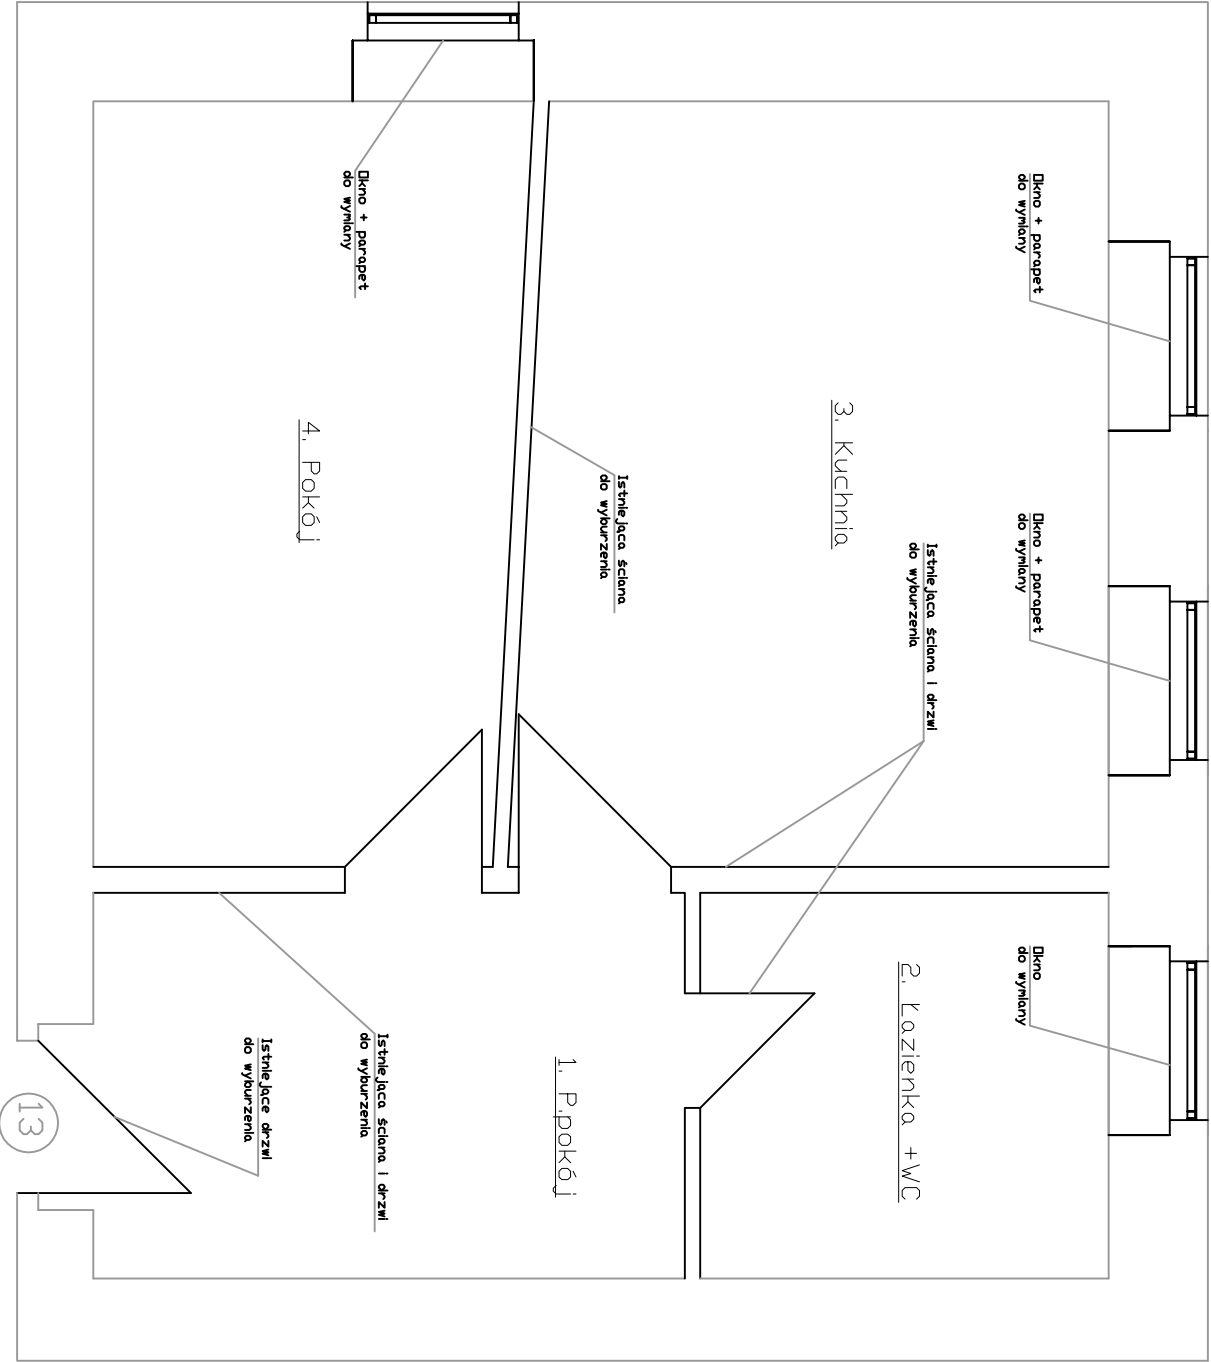 Okno + parapet
do wymiany
Okno + parapet
do wymiany
Okno
do wymiany
Istniejąca ściana i drzwi
do wyburzenia
3. Kuchnia
2. Łazienka +WC
Istniejąca ściana
do wyburzenia
1. P.pokój
Okno + parapet
do wymiany
4. Pokój
Istniejąca ściana i drzwi
do wyburzenia
Istniejące drzwi
do wyburzenia
13